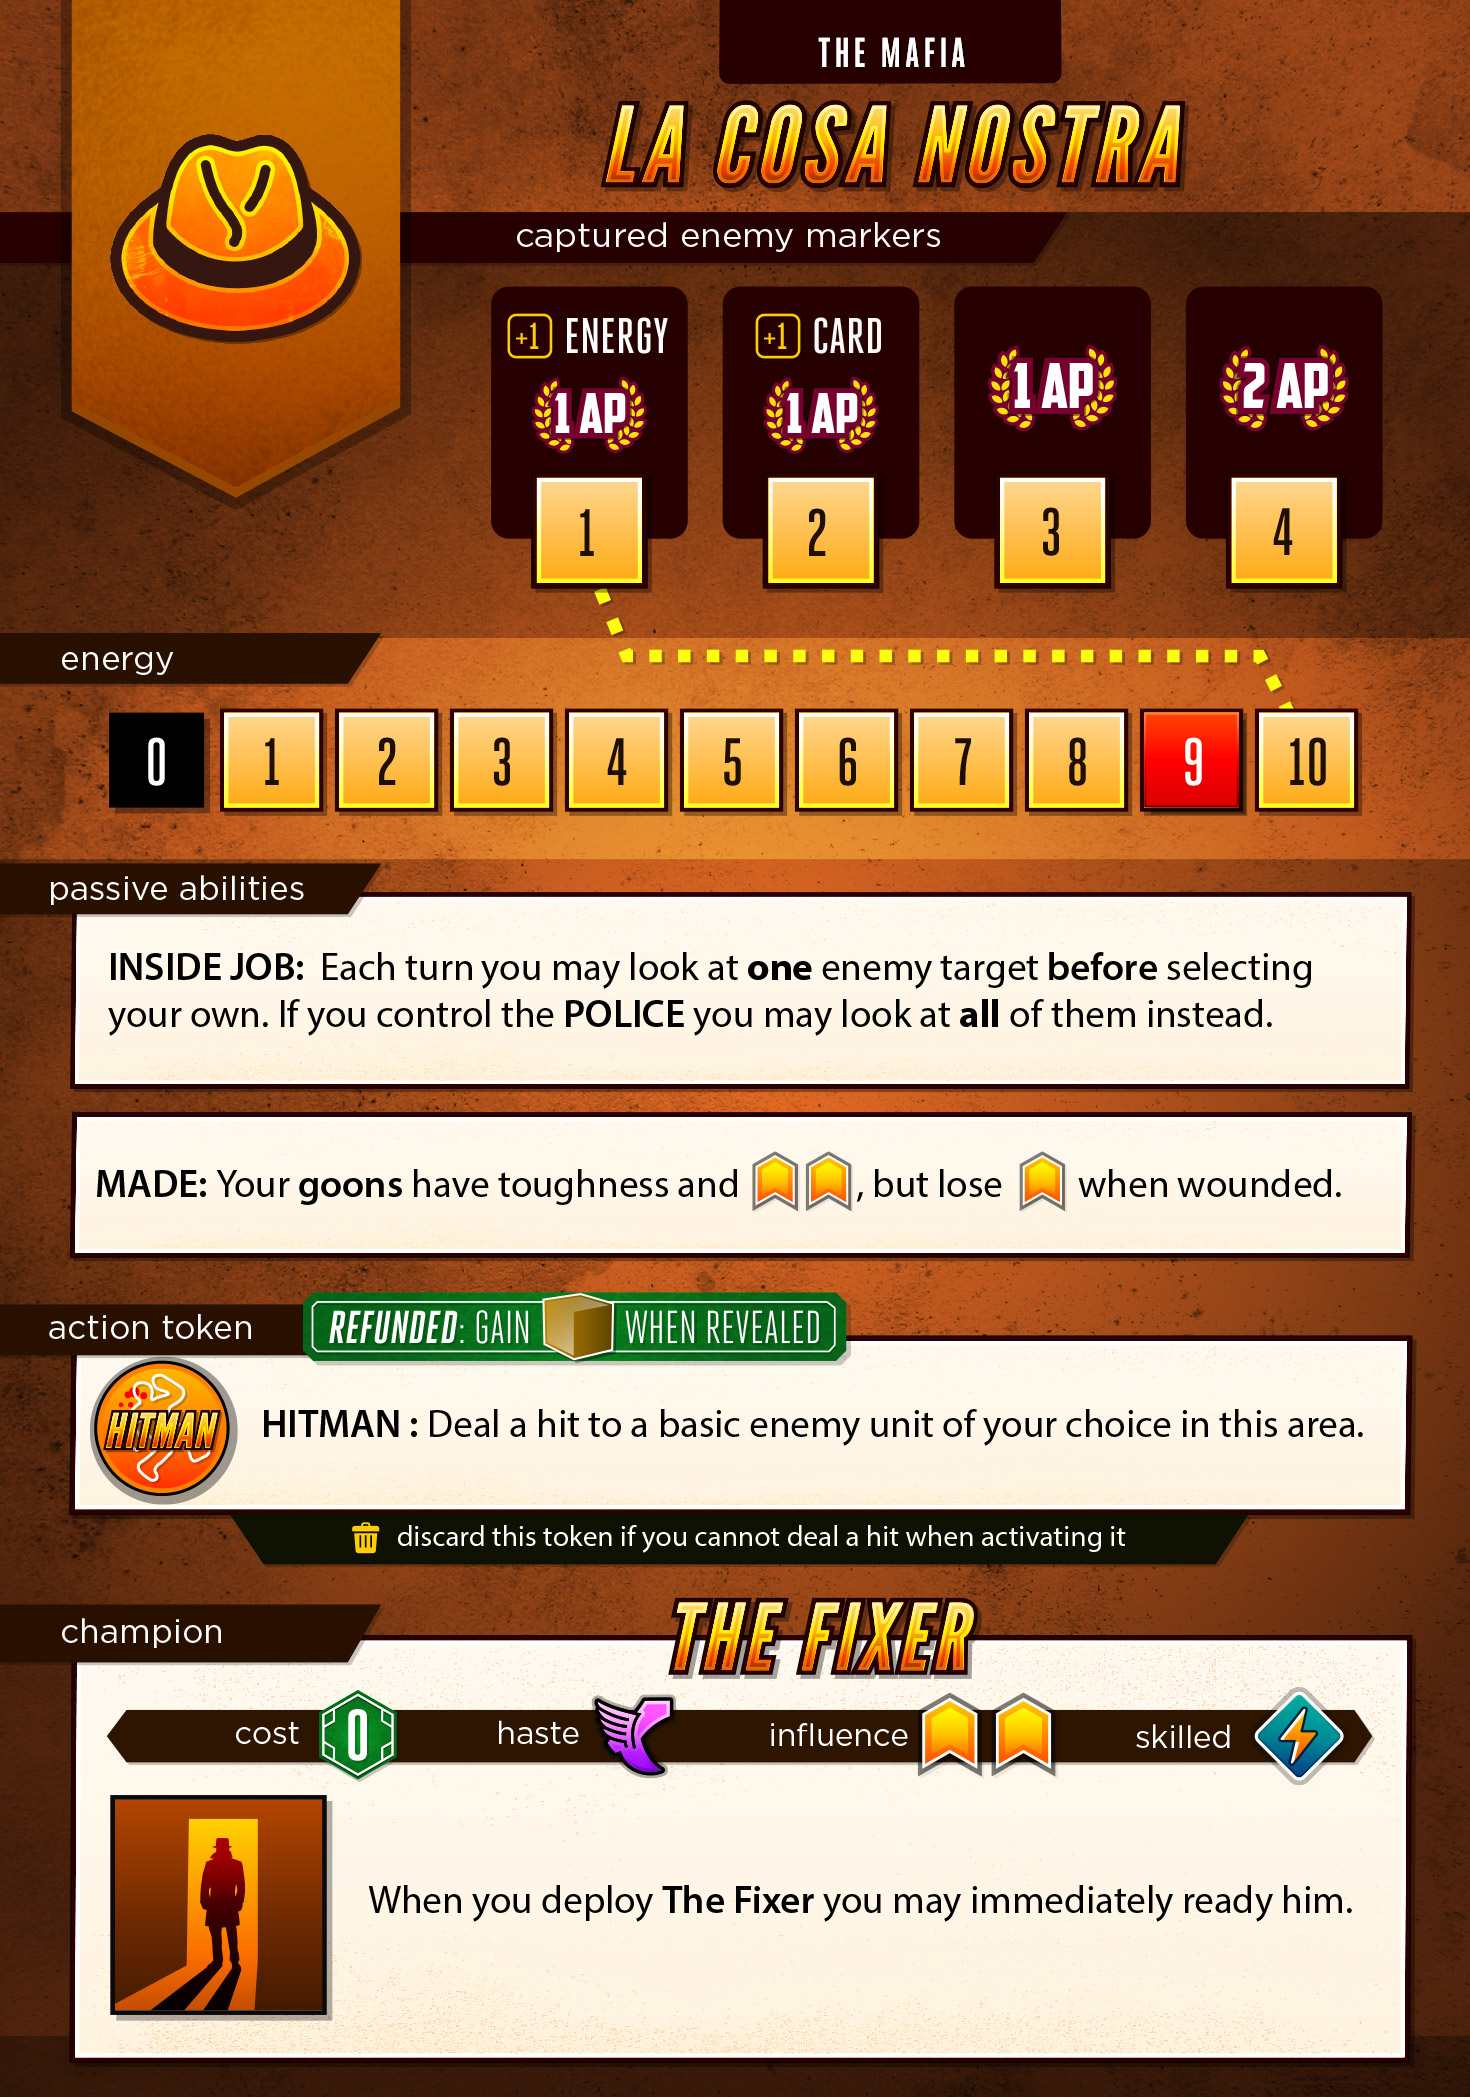 THE MAFIA
LA COSA NOSTRA
captured enemy markers
+1 ENERGY
1 AP
1
+1 CARD
1 AP
2
1 AP
3
2 AP
4
energy
0 1 2 3 4 5 6 7 8 9 10
passive abilities
INSIDE JOB: Each turn you may look at one enemy target before selecting
your own. If you control the POLICE you may look at all of them instead.
MADE: Your goons have toughness and , but lose when wounded.
action token
REFUNDED: GAIN WHEN REVEALED
HITMAN
HITMAN : Deal a hit to a basic enemy unit of your choice in this area.
discard this token if you cannot deal a hit when activating it
champion
THE FIXER
cost 0 haste influence skilled
When you deploy The Fixer you may immediately ready him.